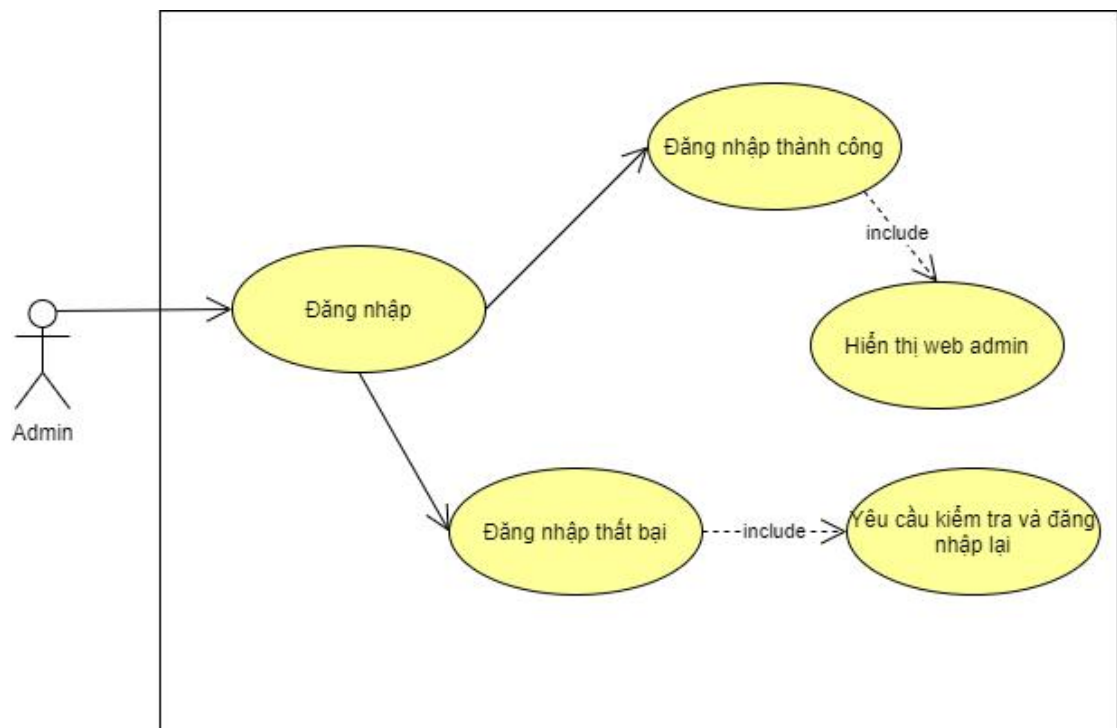 Đăng nhập thành công
include
Hiển thị web admin
Đăng nhập
Admin
Đăng nhập thất bại
include
Yêu cầu kiểm tra và đăng
nhập lại